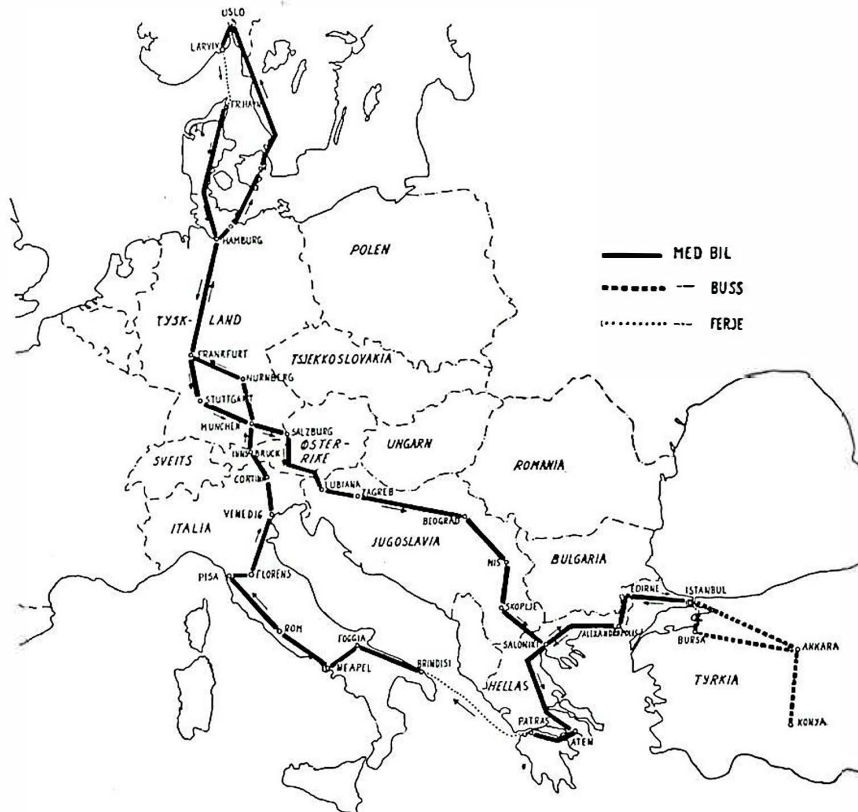 OSLO
LARVIK
FR.HAVN
HAMBURG
POLEN
MED BIL
—"— BUSS
—"— FERJE
TYSK-
LAND
FRANKFURT
TSJEKKOSLOVAKIA
NÜRNBERG
STUTTGART
MÜNCHEN
SALZBURG
ØSTER-
RIKE
UNGARN
INNSBRUCK
SVEITS
ROMANIA
CORTINA
LUBIANA
ZAGREB
VENEDIG
BEOGRAD
ITALIA
JUGOSLAVIA
BULGARIA
NIS
PISA
FLORENS
EDIRNE
ISTANBUL
SKOPLJE
ROM
ALEXANDROPOLIS
BURSA
FOGGIA
SALONIKI
ANKARA
NEAPEL
BRINDISI
TYRKIA
HELLAS
PATRAS
KONYA
ATEN